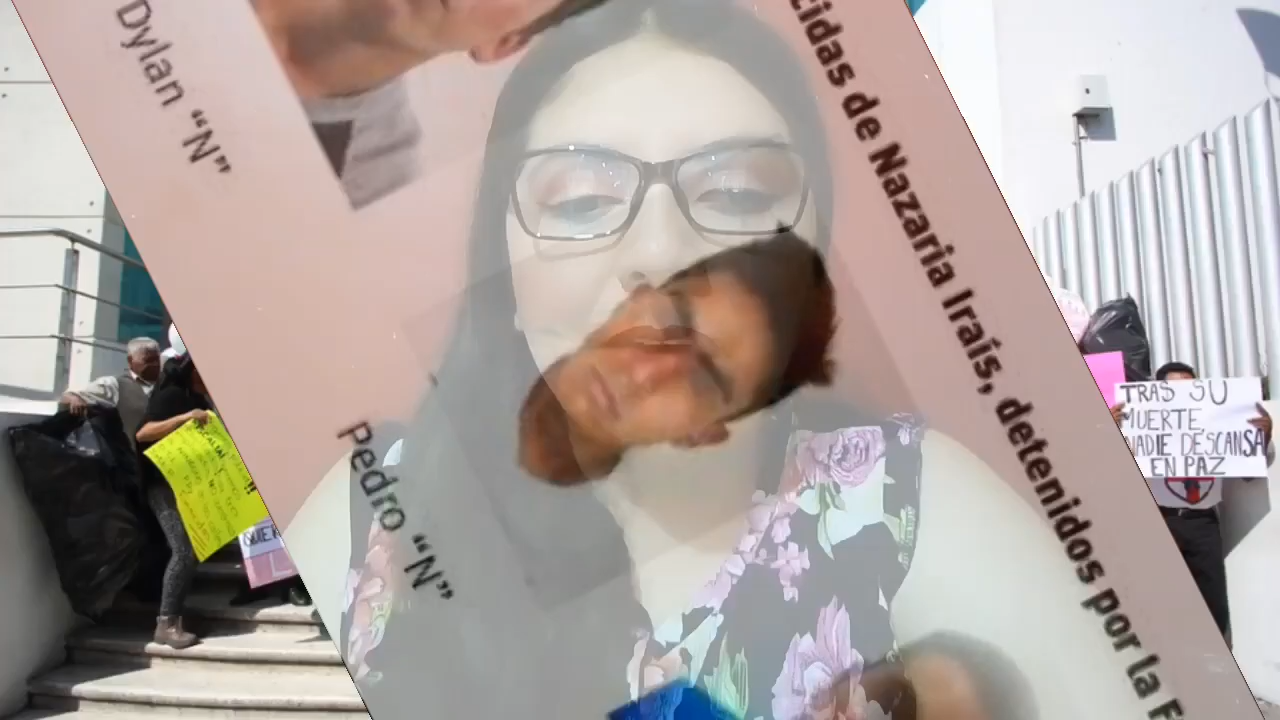 Dylan “N”
cidas de Nazaria Iraís, detenidos por la F
Pedro “N”
TRAS SU
MUERTE,
NADIE DESCANSA
EN PAZ